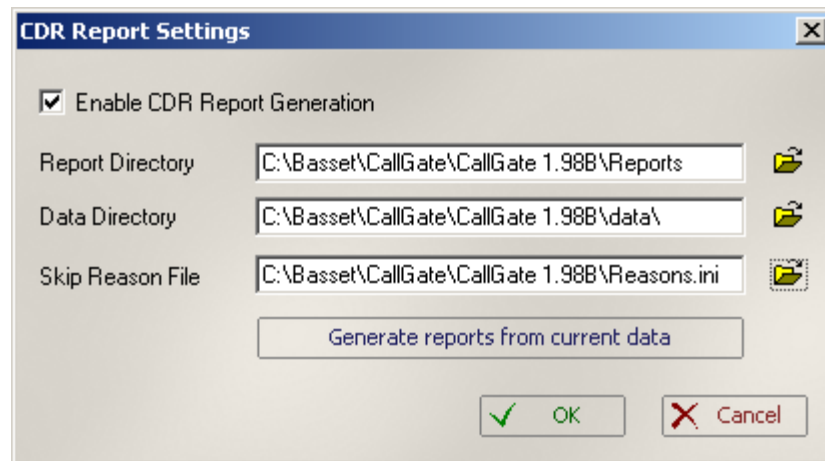 CDR Report Settings
Enable CDR Report Generation
Report Directory C:\Basset\CallGate\CallGate 1.98B\Reports
Data Directory C:\Basset\CallGate\CallGate 1.98B\data\
Skip Reason File C:\Basset\CallGate\CallGate 1.98B\Reasons.ini
Generate reports from current data
OK Cancel